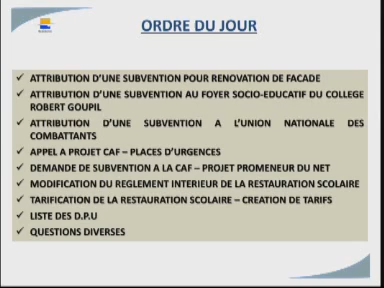 ORDRE DU JOUR
✓ ATTRIBUTION D'UNE SUBVENTION POUR RENOVATION DE FACADE
✓ ATTRIBUTION D'UNE SUBVENTION AU FOYER SOCIO-EDUCATIF DU COLLEGE
ROBERT GOUPIL
✓ ATTRIBUTION D'UNE SUBVENTION A L'UNION NATIONALE DES
COMBATTANTS
✓ APPEL A PROJET CAF – PLACES D'URGENCES
✓ DEMANDE DE SUBVENTION A LA CAF – PROJET PROMENEUR DU NET
✓ MODIFICATION DU REGLEMENT INTERIEUR DE LA RESTAURATION SCOLAIRE
✓ TARIFICATION DE LA RESTAURATION SCOLAIRE – CREATION DE TARIFS
✓ LISTE DES D.P.U
✓ QUESTIONS DIVERSES